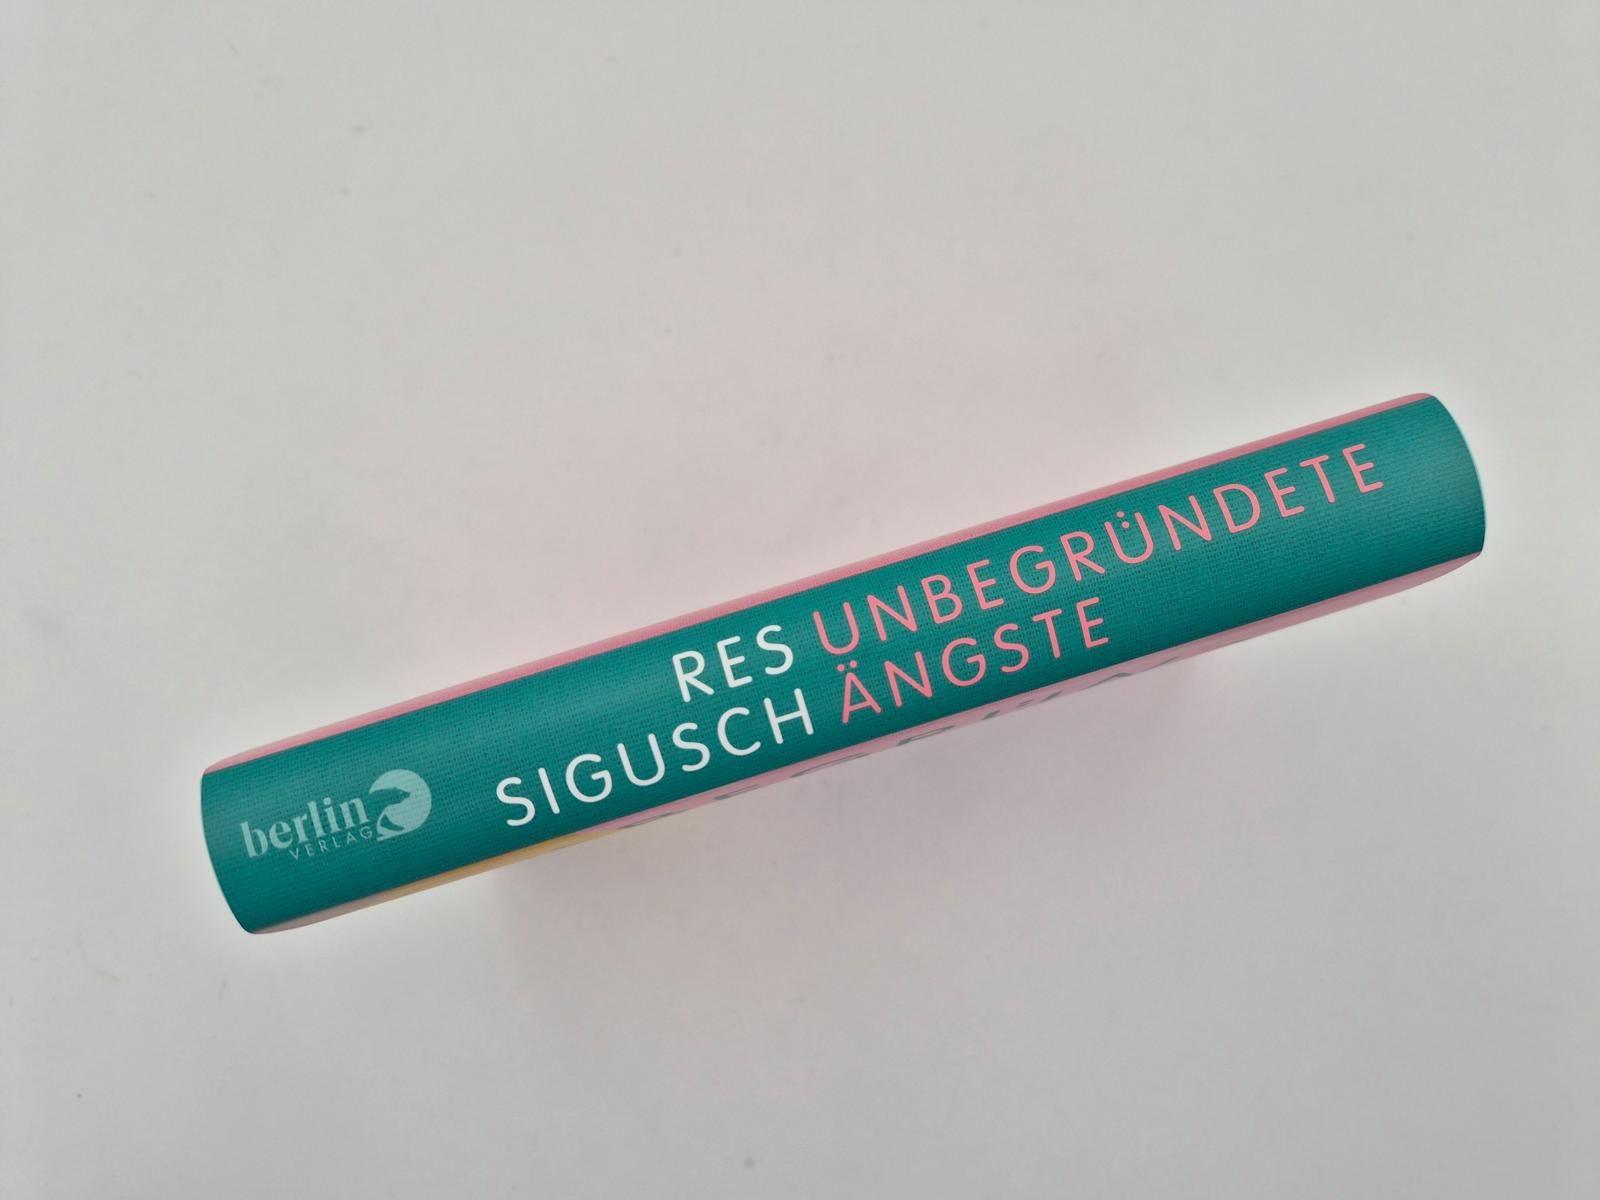 berlin
VERLAG
RES
SIGUSCH
UNBEGRÜNDETE
ÄNGSTE